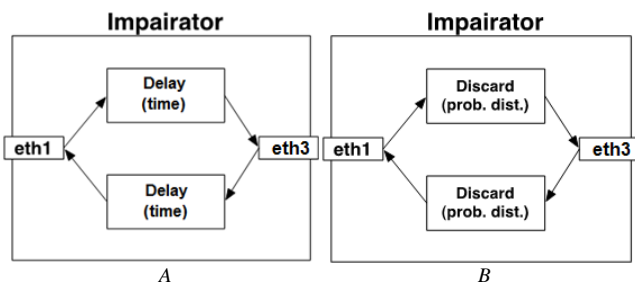 Impairator
Delay
(time)
eth1
eth3
Delay
(time)
A
Impairator
Discard
(prob. dist.)
eth1
eth3
Discard
(prob. dist.)
B